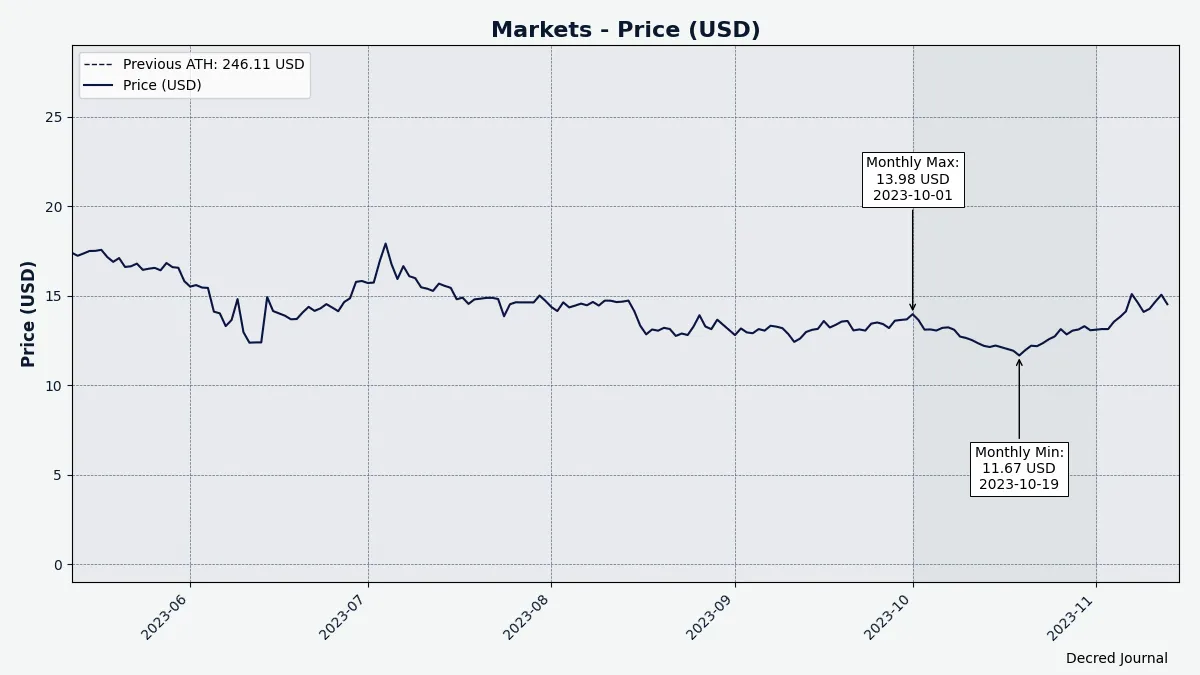 Markets - Price (USD)
Previous ATH: 246.11 USD
Price (USD)
Price (USD)
25
20
15
10
5
0
Monthly Max:
13.98 USD
2023-10-01
Monthly Min:
11.67 USD
2023-10-19
2023-06
2023-07
2023-08
2023-09
2023-10
2023-11
Decred Journal